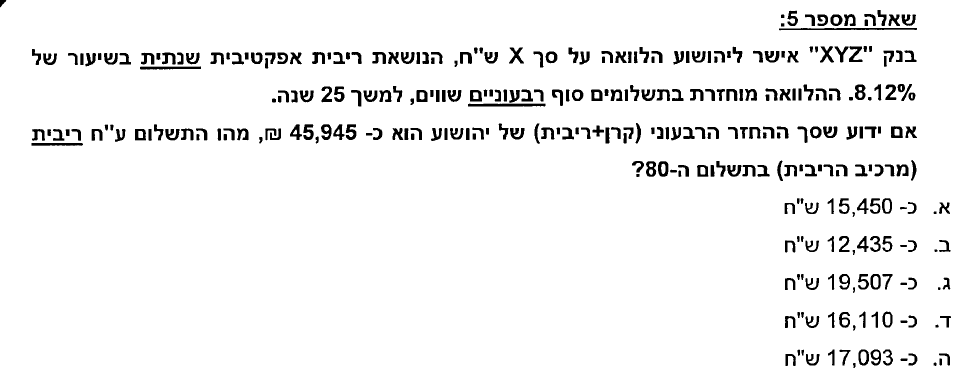 שאלה מספר 5:
בנק "XYZ" אישר ליהושוע הלוואה על סך X ש"ח, הנושאת ריבית אפקטיבית שנתית בשיעור של
8.12%. ההלוואה מוחזרת בתשלומים סוף רבעוניים שווים, למשך 25 שנה.
אם ידוע שסך ההחזר הרבעוני (קרן+ריבית) של יהושוע הוא כ- 45,945 ₪, מהו התשלום ע"ח ריבית
(מרכיב הריבית) בתשלום ה-80?
א. כ- 15,450 ש"ח
ב. כ- 12,435 ש"ח
ג. כ- 19,507 ש"ח
ד. כ- 16,110 ש"ח
ה. כ- 17,093 ש"ח